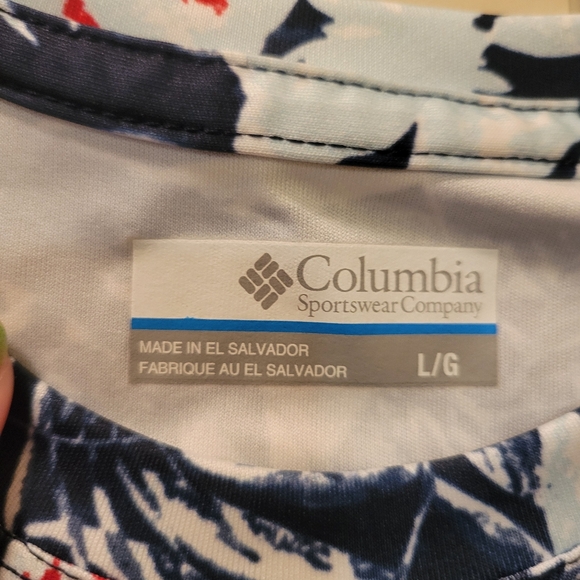 Columbia
Sportswear Company
MADE IN EL SALVADOR
FABRIQUE AU EL SALVADOR
L/G